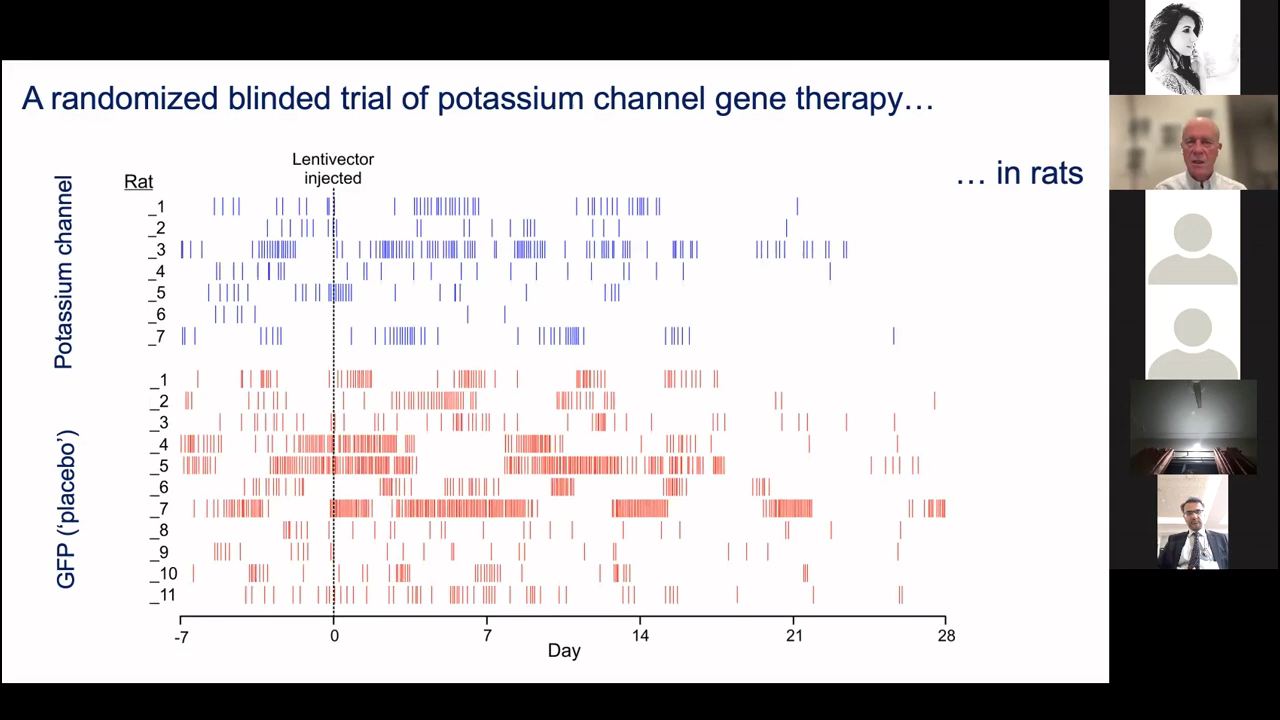 A randomized blinded trial of potassium channel gene therapy…
… in rats
Lentivector
injected
Rat
Potassium channel
_1
_2
_3
_4
_5
_6
_7
GFP (‘placebo’)
_1
_2
_3
_4
_5
_6
_7
_8
_9
_10
_11
-7 0 7 14 21 28
Day